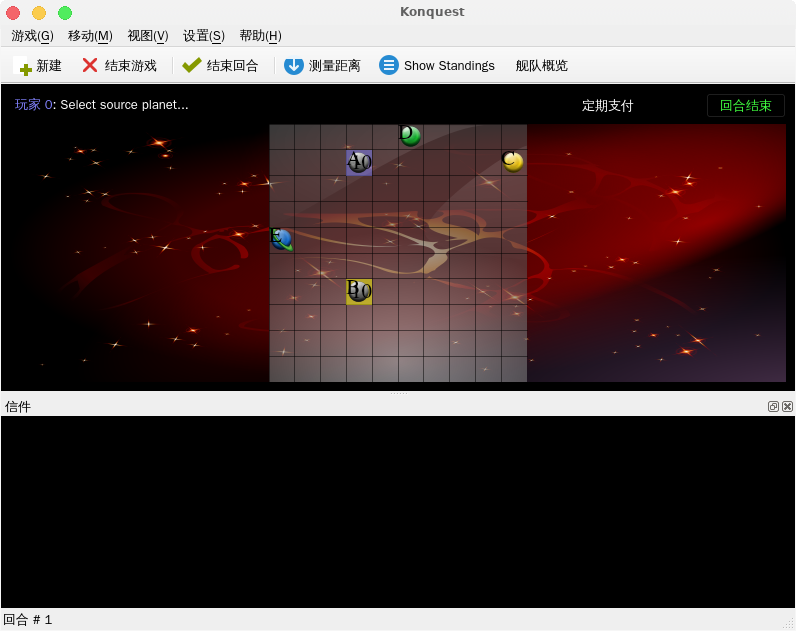 Konquest
游戏(G) 移动(M) 视图(V) 设置(S) 帮助(H)
新建 结束游戏 结束回合 测量距离 Show Standings 舰队概览
玩家 0: Select source planet... 定期支付 回合结束
D
A0 C
E
B0
信件
回合 # 1